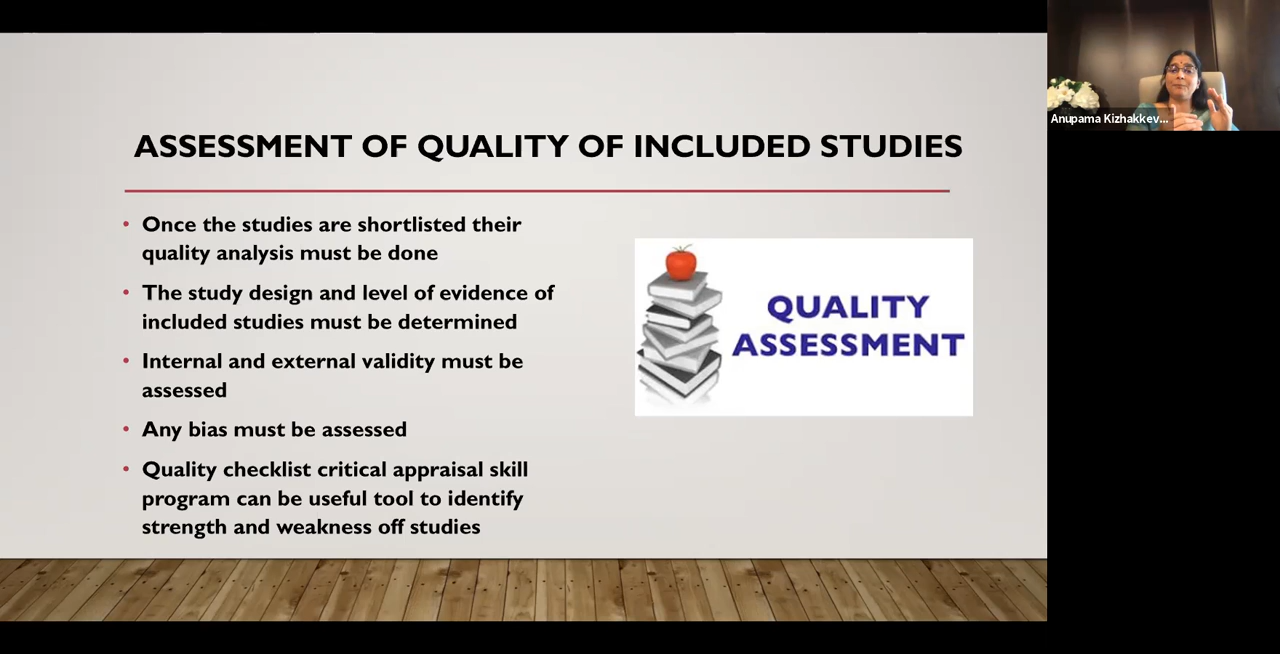 ASSESSMENT OF QUALITY OF INCLUDED STUDIES
• Once the studies are shortlisted their
quality analysis must be done
• The study design and level of evidence of
included studies must be determined
• Internal and external validity must be
assessed
• Any bias must be assessed
• Quality checklist critical appraisal skill
program can be useful tool to identify
strength and weakness off studies
QUALITY
ASSESSMENT
Anupama Kizhakkev...